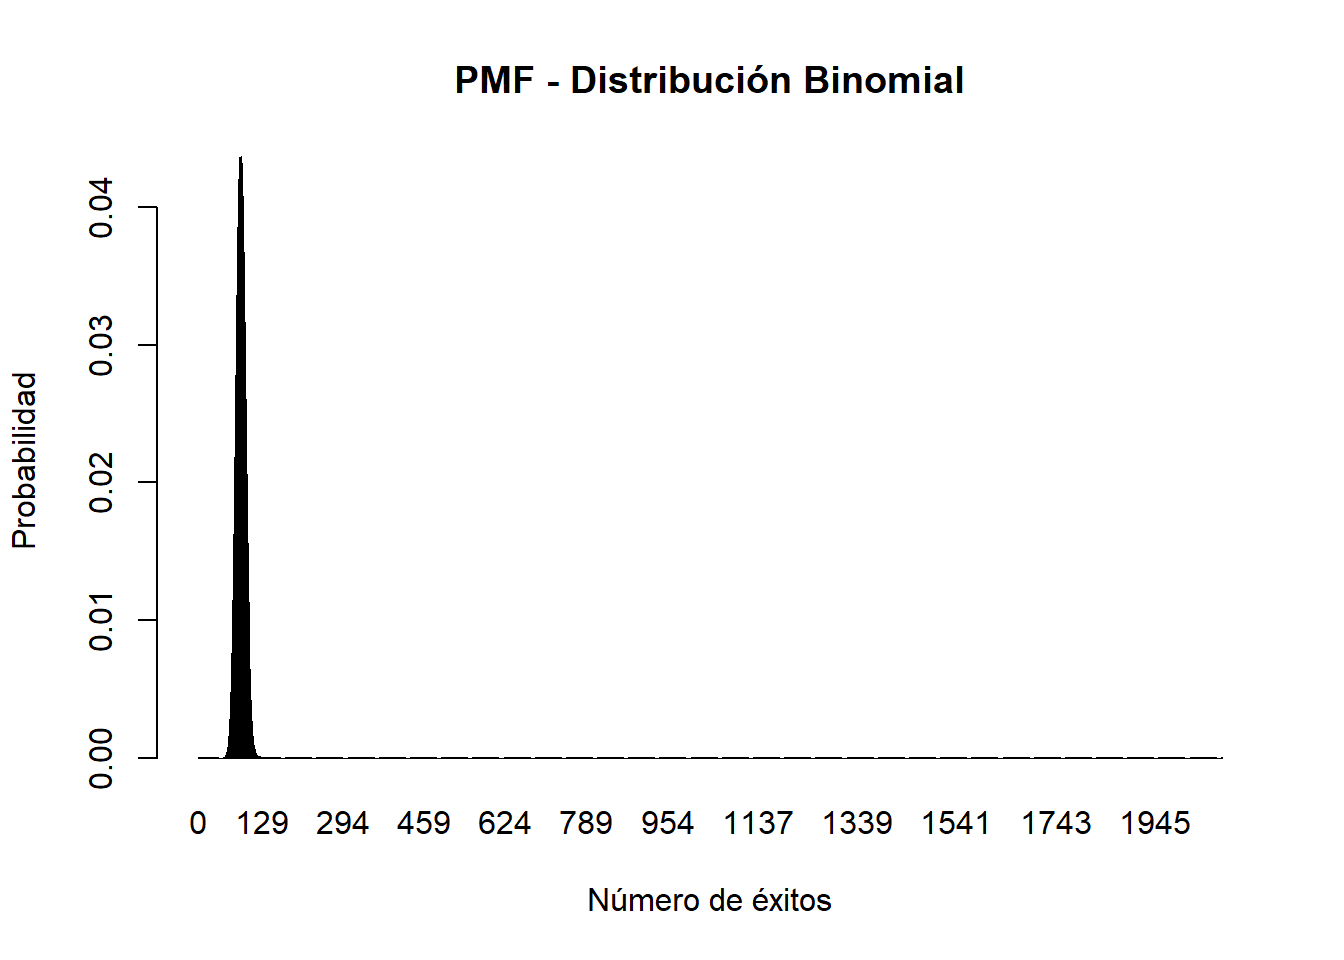 PMF - Distribución Binomial
Probabilidad
0.04
0.03
0.02
0.01
0.00
0 129 294 459 624 789 954 1137 1339 1541 1743 1945
Número de éxitos